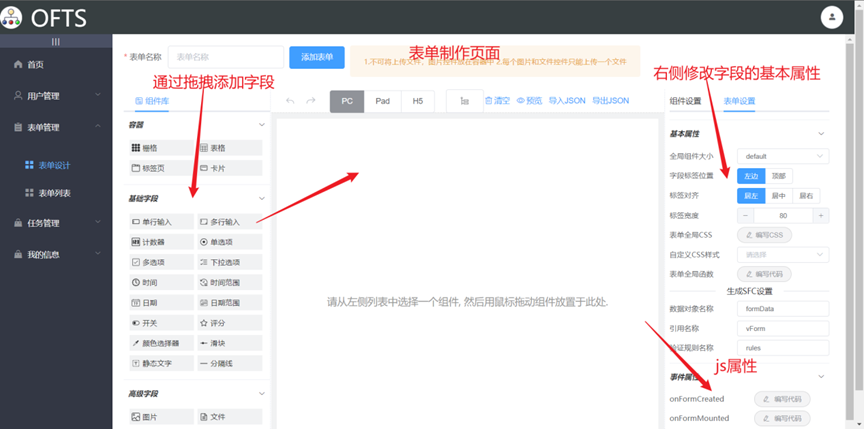 OFTS
首页
用户管理
表单管理
表单设计
表单列表
任务管理
我的信息
* 表单名称
表单名称
添加表单
表单制作页面
1.不可将上传文件、图片控件放在容器中 2.每个图片和文件控件只能上传一个文件
通过拖拽添加字段
右侧修改字段的基本属性
组件库
容器
栅格
表格
标签页
卡片
基础字段
单行输入
多行输入
计数器
单选项
多选项
下拉选项
时间
时间范围
日期
日期范围
开关
评分
颜色选择器
滑块
静态文字
分隔线
高级字段
图片
文件
PC
Pad
H5
清空
预览
导入JSON
导出JSON
请从左侧列表中选择一个组件, 然后用鼠标拖动组件放置于此处.
组件设置
表单设置
基本属性
全局组件大小
default
字段标签位置
左边
顶部
标签对齐
居左
居中
居右
标签宽度
80
表单全局CSS
编写CSS
自定义CSS样式
请选择
表单全局函数
编写代码
生成SFC设置
数据对象名称
formData
引用名称
vForm
验证规则名称
rules
js属性
事件属性
onFormCreated
编写代码
onFormMounted
编写代码